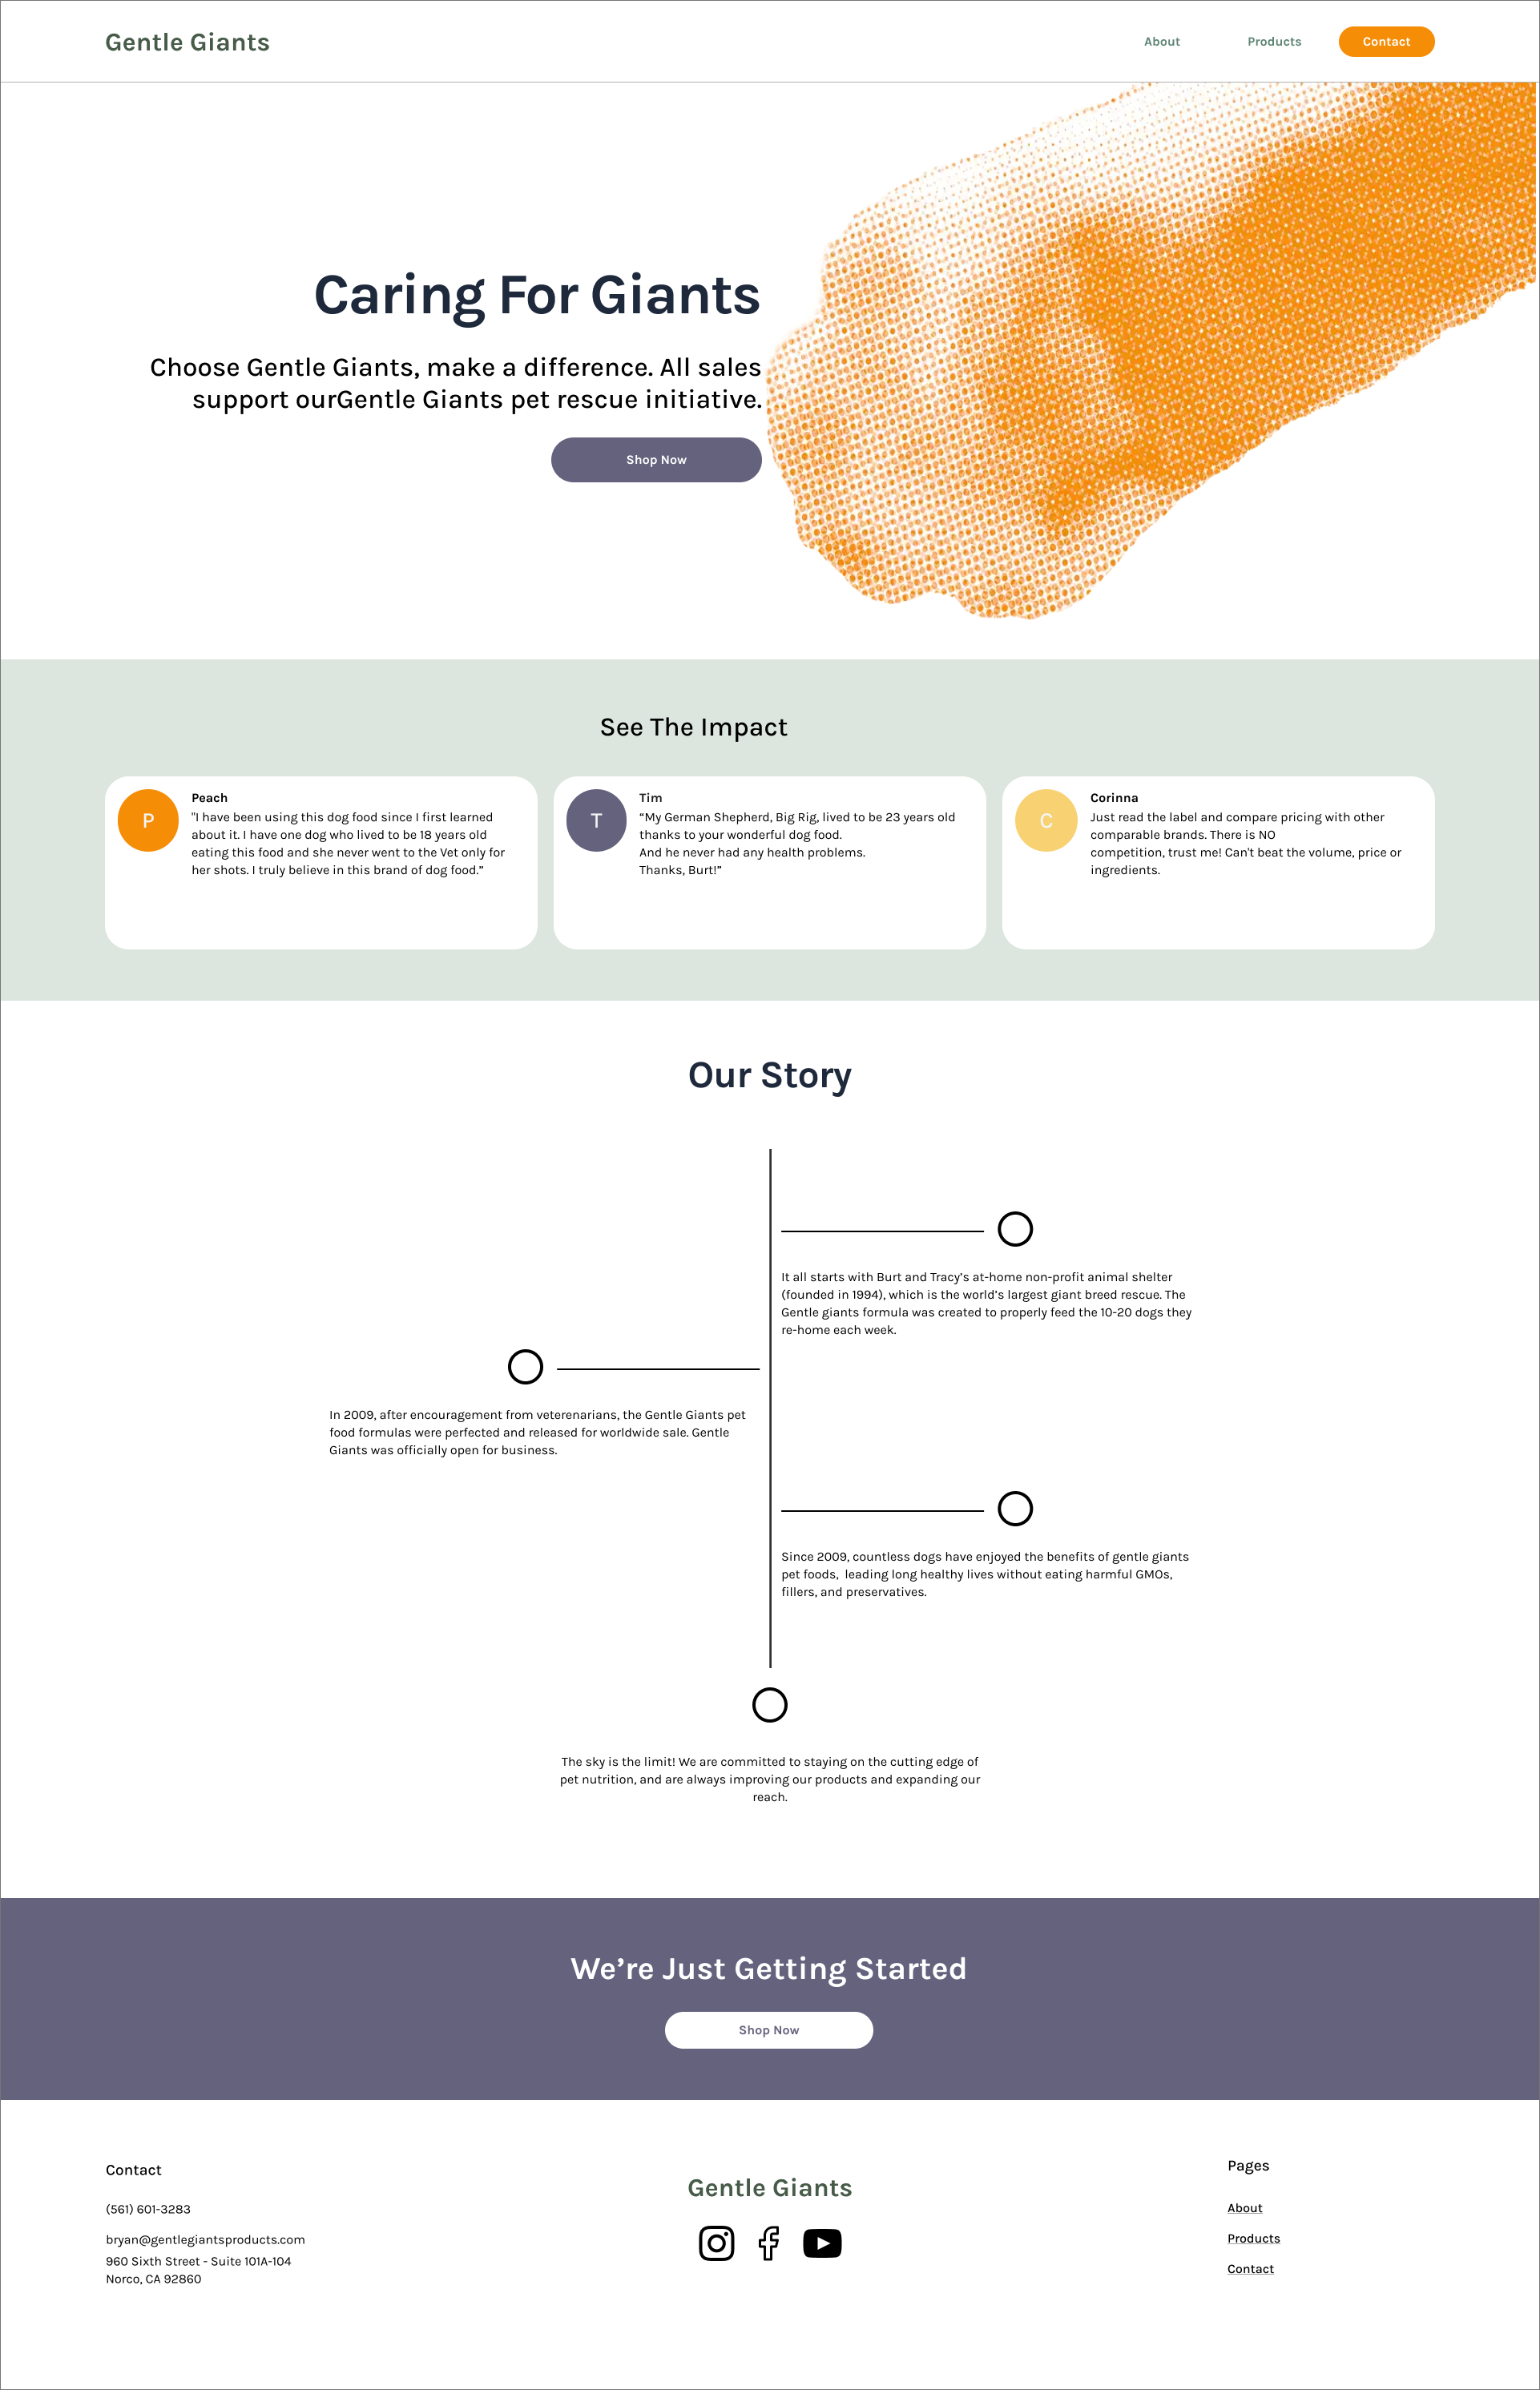 Gentle Giants
About
Products
Contact
Caring For Giants
Choose Gentle Giants, make a difference. All sales
support ourGentle Giants pet rescue initiative.
Shop Now
See The Impact
P
Peach
"I have been using this dog food since I first learned
about it. I have one dog who lived to be 18 years old
eating this food and she never went to the Vet only for
her shots. I truly believe in this brand of dog food.”
T
Tim
“My German Shepherd, Big Rig, lived to be 23 years old
thanks to your wonderful dog food.
And he never had any health problems.
Thanks, Burt!”
C
Corinna
Just read the label and compare pricing with other
comparable brands. There is NO
competition, trust me! Can't beat the volume, price or
ingredients.
Our Story
It all starts with Burt and Tracy’s at-home non-profit animal shelter
(founded in 1994), which is the world’s largest giant breed rescue. The
Gentle giants formula was created to properly feed the 10-20 dogs they
re-home each week.
In 2009, after encouragement from veterenarians, the Gentle Giants pet
food formulas were perfected and released for worldwide sale. Gentle
Giants was officially open for business.
Since 2009, countless dogs have enjoyed the benefits of gentle giants
pet foods,  leading long healthy lives without eating harmful GMOs,
fillers, and preservatives.
The sky is the limit! We are committed to staying on the cutting edge of
pet nutrition, and are always improving our products and expanding our
reach.
We’re Just Getting Started
Shop Now
Contact
(561) 601-3283
bryan@gentlegiantsproducts.com
960 Sixth Street - Suite 101A-104
Norco, CA 92860
Gentle Giants
Pages
About
Products
Contact